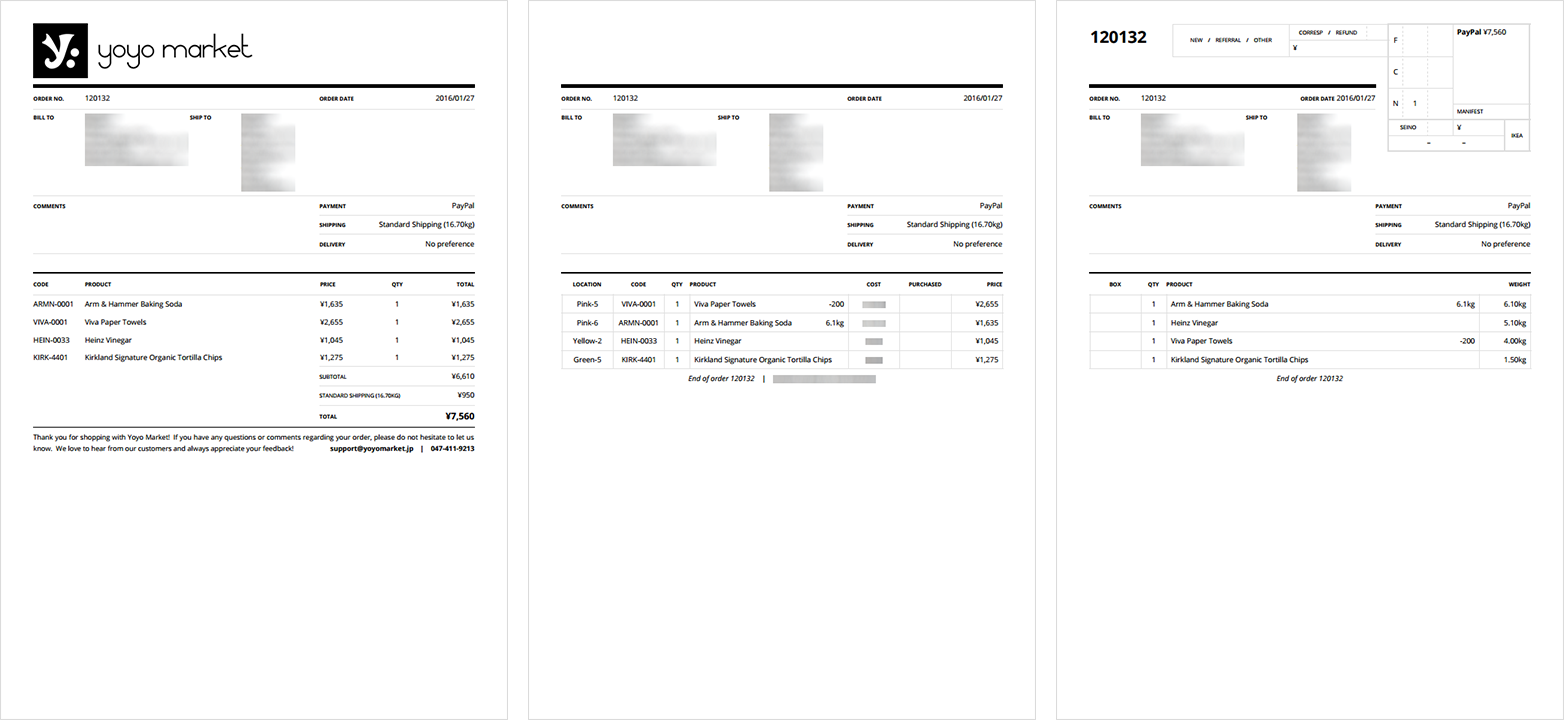 y. yoyo market
ORDER NO. 120132 ORDER DATE 2016/01/27
BILL TO SHIP TO
COMMENTS PAYMENT PayPal
SHIPPING Standard Shipping (16.70kg)
DELIVERY No preference
CODE PRODUCT PRICE QTY TOTAL
ARMN-0001 Arm & Hammer Baking Soda ¥1,635 1 ¥1,635
VIVA-0001 Viva Paper Towels ¥2,655 1 ¥2,655
HEIN-0033 Heinz Vinegar ¥1,045 1 ¥1,045
KIRK-4401 Kirkland Signature Organic Tortilla Chips ¥1,275 1 ¥1,275
SUBTOTAL ¥6,610
STANDARD SHIPPING (16.70KG) ¥950
TOTAL ¥7,560
Thank you for shopping with Yoyo Market! If you have any questions or comments regarding your order, please do not hesitate to let us
know. We love to hear from our customers and always appreciate your feedback! support@yoyomarket.jp | 047-411-9213
ORDER NO. 120132 ORDER DATE 2016/01/27
BILL TO SHIP TO
COMMENTS PAYMENT PayPal
SHIPPING Standard Shipping (16.70kg)
DELIVERY No preference
LOCATION CODE QTY PRODUCT COST PURCHASED PRICE
Pink-5 VIVA-0001 1 Viva Paper Towels -200 ¥2,655
Pink-6 ARMN-0001 1 Arm & Hammer Baking Soda 6.1kg ¥1,635
Yellow-2 HEIN-0033 1 Heinz Vinegar ¥1,045
Green-5 KIRK-4401 1 Kirkland Signature Organic Tortilla Chips ¥1,275
End of order 120132 |
120132 NEW / REFERRAL / OTHER CORRESP / REFUND
¥
F PayPal ¥7,560
C
N 1 MANIFEST
SEINO ¥ IKEA
– –
ORDER NO. 120132 ORDER DATE 2016/01/27
BILL TO SHIP TO
COMMENTS PAYMENT PayPal
SHIPPING Standard Shipping (16.70kg)
DELIVERY No preference
BOX QTY PRODUCT WEIGHT
1 Arm & Hammer Baking Soda 6.1kg 6.10kg
1 Heinz Vinegar 5.10kg
1 Viva Paper Towels -200 4.00kg
1 Kirkland Signature Organic Tortilla Chips 1.50kg
End of order 120132